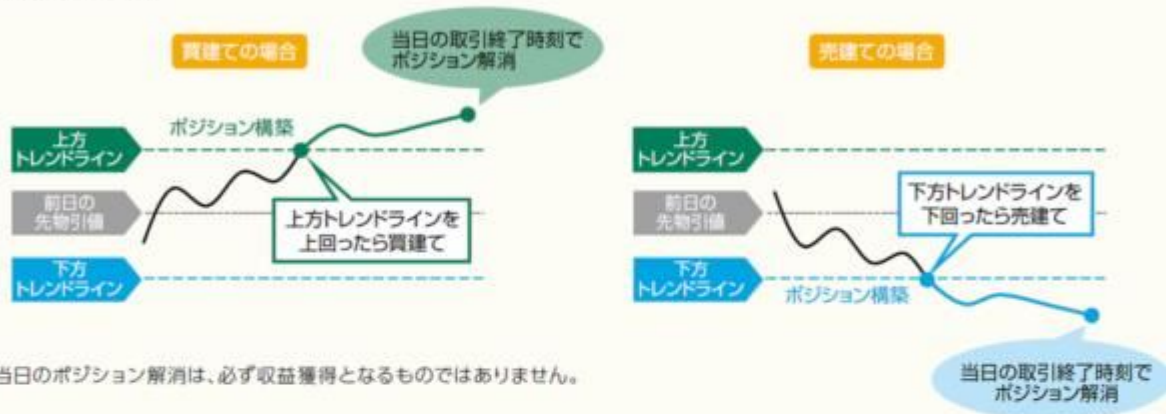 買建ての場合
当日の取引終了時刻で
ポジション解消
上方
トレンドライン
ポジション構築
前日の
先物引値
上方トレンドラインを
上回ったら買建て
下方
トレンドライン
売建ての場合
上方
トレンドライン
前日の
先物引値
下方トレンドラインを
下回ったら売建て
下方
トレンドライン
ポジション構築
当日の取引終了時刻で
ポジション解消
当日のポジション解消は、必ず収益獲得となるものではありません。